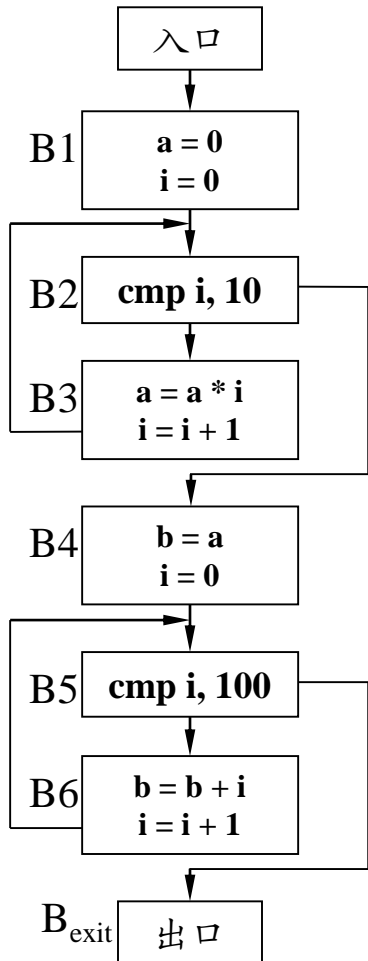 入口
B1
a = 0
i = 0
B2
cmp i, 10
B3
a = a * i
i = i + 1
B4
b = a
i = 0
B5
cmp i, 100
B6
b = b + i
i = i + 1
Bexit
出口